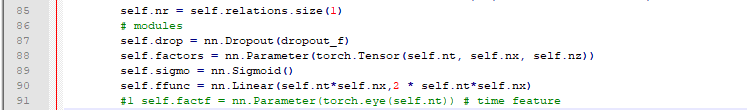 85 self.nr = self.relations.size(1)
86 # modules
87 self.drop = nn.Dropout(dropout_f)
88 self.factors = nn.Parameter(torch.Tensor(self.nt, self.nx, self.nz))
89 self.sigmo = nn.Sigmoid()
90 self.ffunc = nn.Linear(self.nt*self.nx,2 * self.nt*self.nx)
91 #1 self.factf = nn.Parameter(torch.eye(self.nt)) # time feature